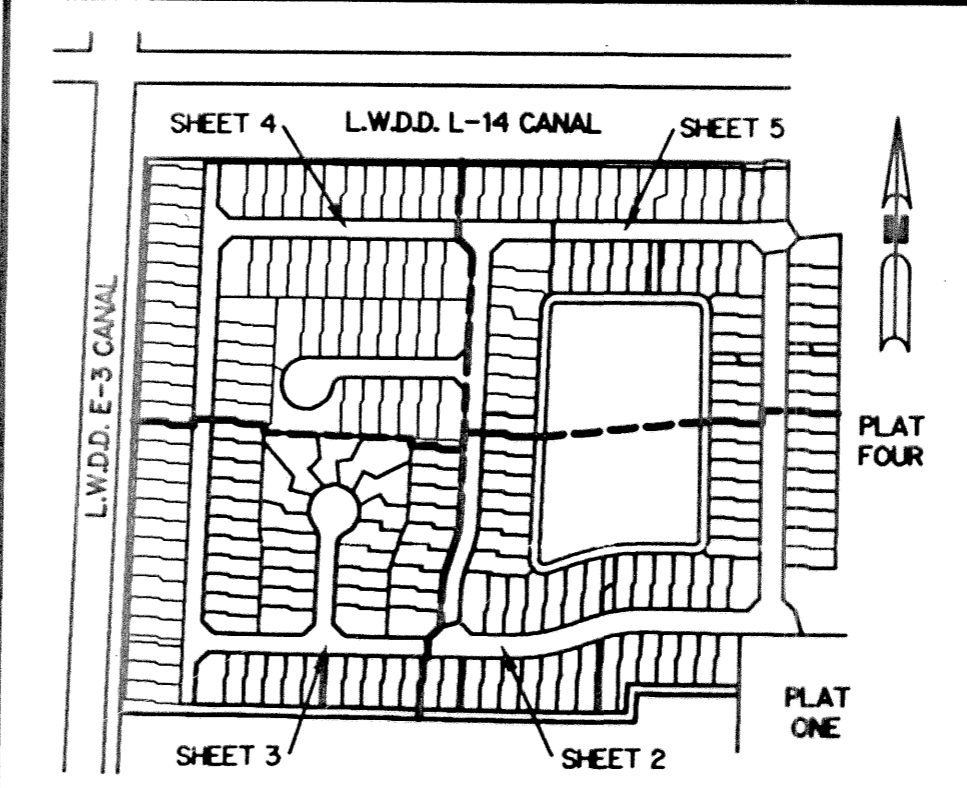 SHEET 4
L.W.D.D. L-14 CANAL
SHEET 5
L.W.D.D. E-3 CANAL
PLAT
FOUR
PLAT
ONE
SHEET 3
SHEET 2